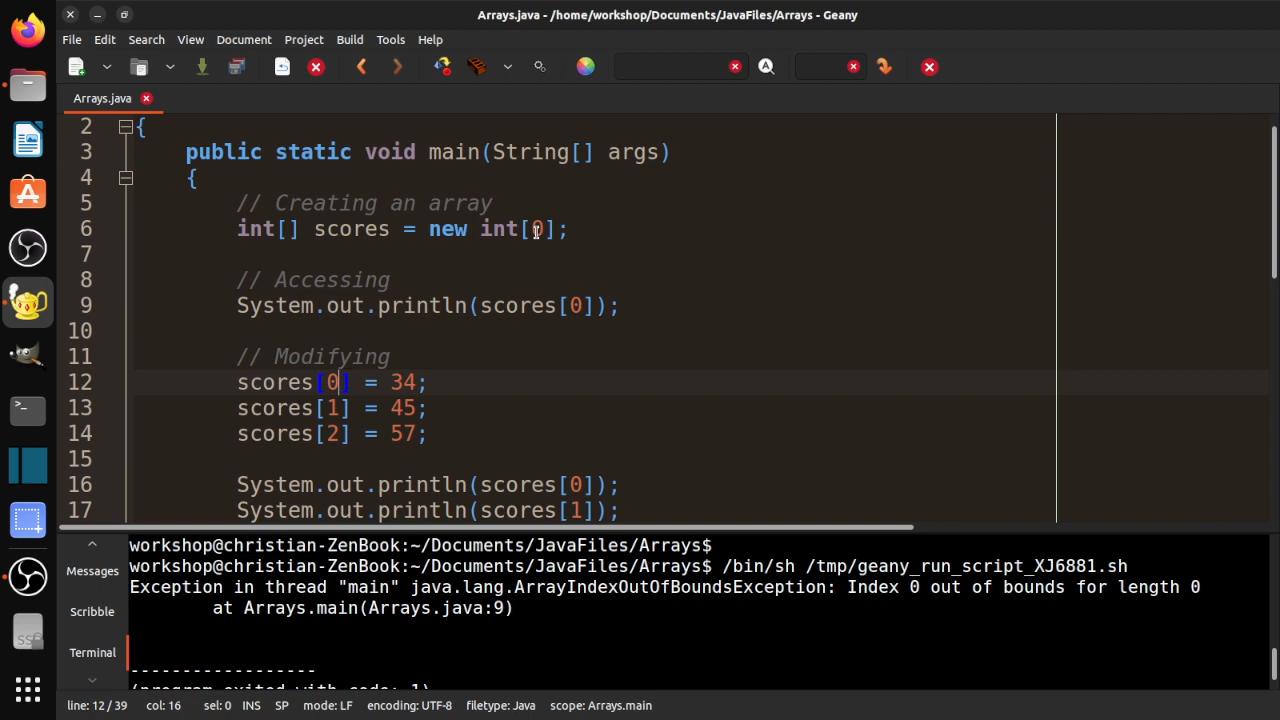 Arrays.java - /home/workshop/Documents/JavaFiles/Arrays - Geany
File Edit Search View Document Project Build Tools Help
Arrays.java
2 {
3 public static void main(String[] args)
4 {
5 // Creating an array
6 int[] scores = new int[0];
7
8 // Accessing
9 System.out.println(scores[0]);
10
11 // Modifying
12 scores[0] = 34;
13 scores[1] = 45;
14 scores[2] = 57;
15
16 System.out.println(scores[0]);
17 System.out.println(scores[1]);
Messages
Scribble
Terminal
workshop@christian-ZenBook:~/Documents/JavaFiles/Arrays$
workshop@christian-ZenBook:~/Documents/JavaFiles/Arrays$ /bin/sh /tmp/geany_run_script_XJ6881.sh
Exception in thread "main" java.lang.ArrayIndexOutOfBoundsException: Index 0 out of bounds for length 0
at Arrays.main(Arrays.java:9)
------------------
(program exited with code: 1)
line: 12 / 39 col: 16 sel: 0 INS SP mode: LF encoding: UTF-8 filetype: Java scope: Arrays.main